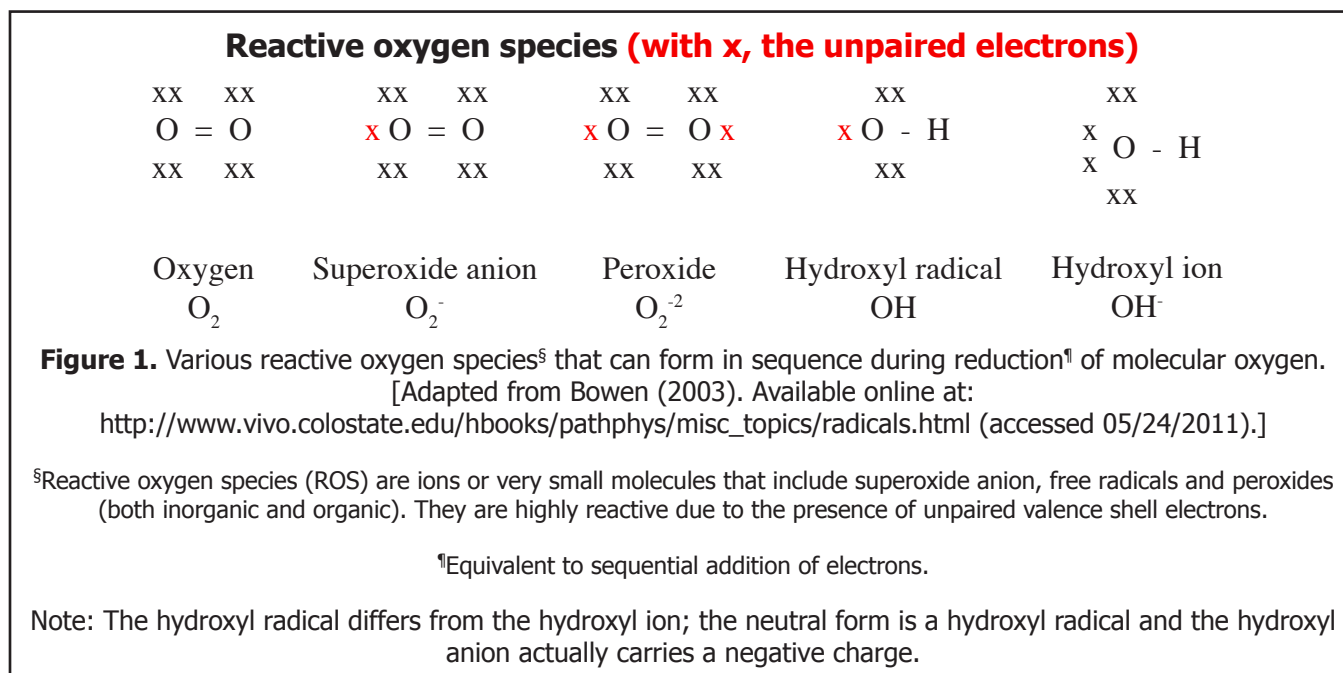 Reactive oxygen species (with x, the unpaired electrons)
xx xx xx xx xx xx xx xx
O = O x O = O x O = O x x O - H x x O - H
xx xx xx xx xx xx xx xx
Oxygen Superoxide anion Peroxide Hydroxyl radical Hydroxyl ion
O₂ O₂⁻ O₂⁻² OH OH⁻
Figure 1. Various reactive oxygen species§ that can form in sequence during reduction¶ of molecular oxygen.
[Adapted from Bowen (2003). Available online at:
http://www.vivo.colostate.edu/hbooks/pathphys/misc_topics/radicals.html (accessed 05/24/2011).]
§Reactive oxygen species (ROS) are ions or very small molecules that include superoxide anion, free radicals and peroxides
(both inorganic and organic). They are highly reactive due to the presence of unpaired valence shell electrons.
¶Equivalent to sequential addition of electrons.
Note: The hydroxyl radical differs from the hydroxyl ion; the neutral form is a hydroxyl radical and the hydroxyl
anion actually carries a negative charge.